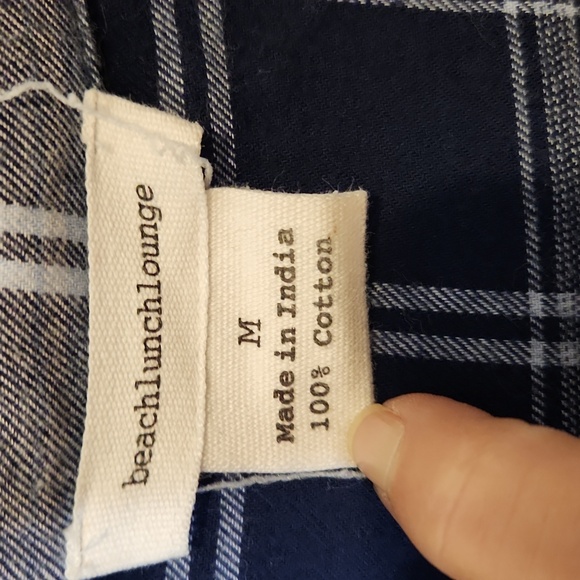 beachlunchlounge
M
Made in India
100% Cotton